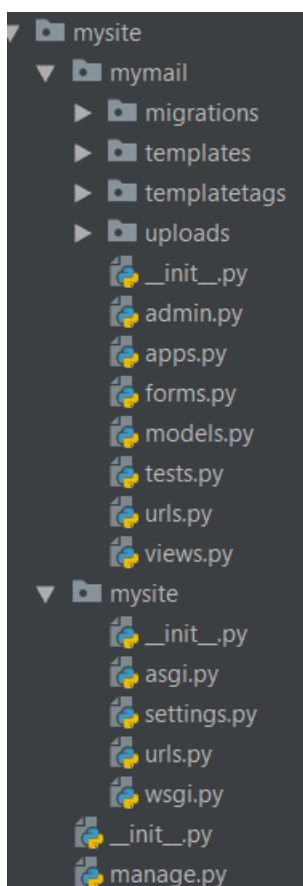 mysite
mymail
migrations
templates
templatetags
uploads
__init__.py
admin.py
apps.py
forms.py
models.py
tests.py
urls.py
views.py
mysite
__init__.py
asgi.py
settings.py
urls.py
wsgi.py
__init__.py
manage.py